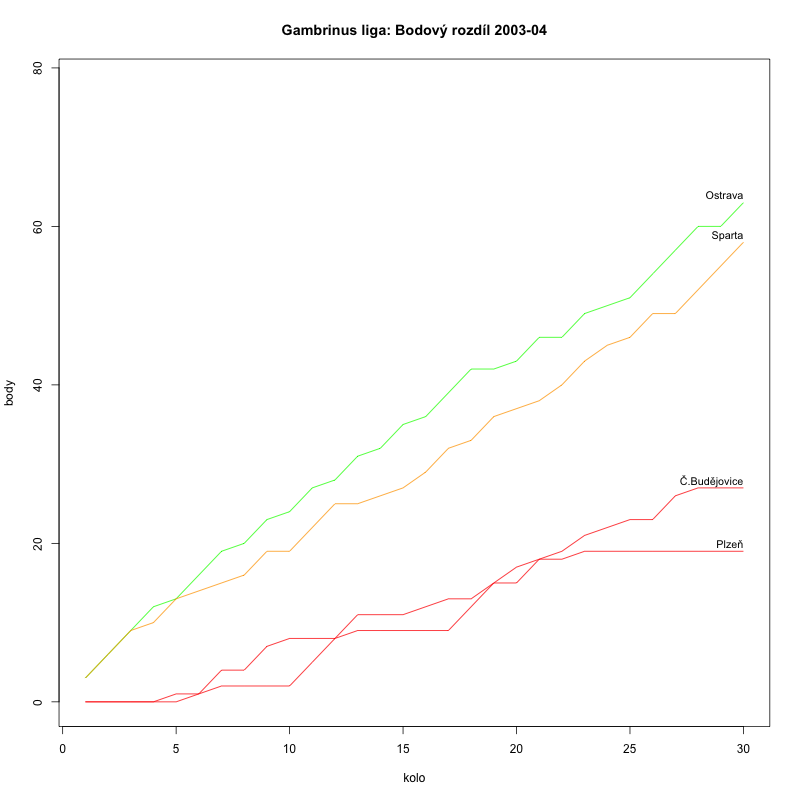 Gambrinus liga: Bodový rozdíl 2003-04
80
60
40
20
0
body
Ostrava
Sparta
Č.Budějovice
Plzeň
0 5 10 15 20 25 30
kolo